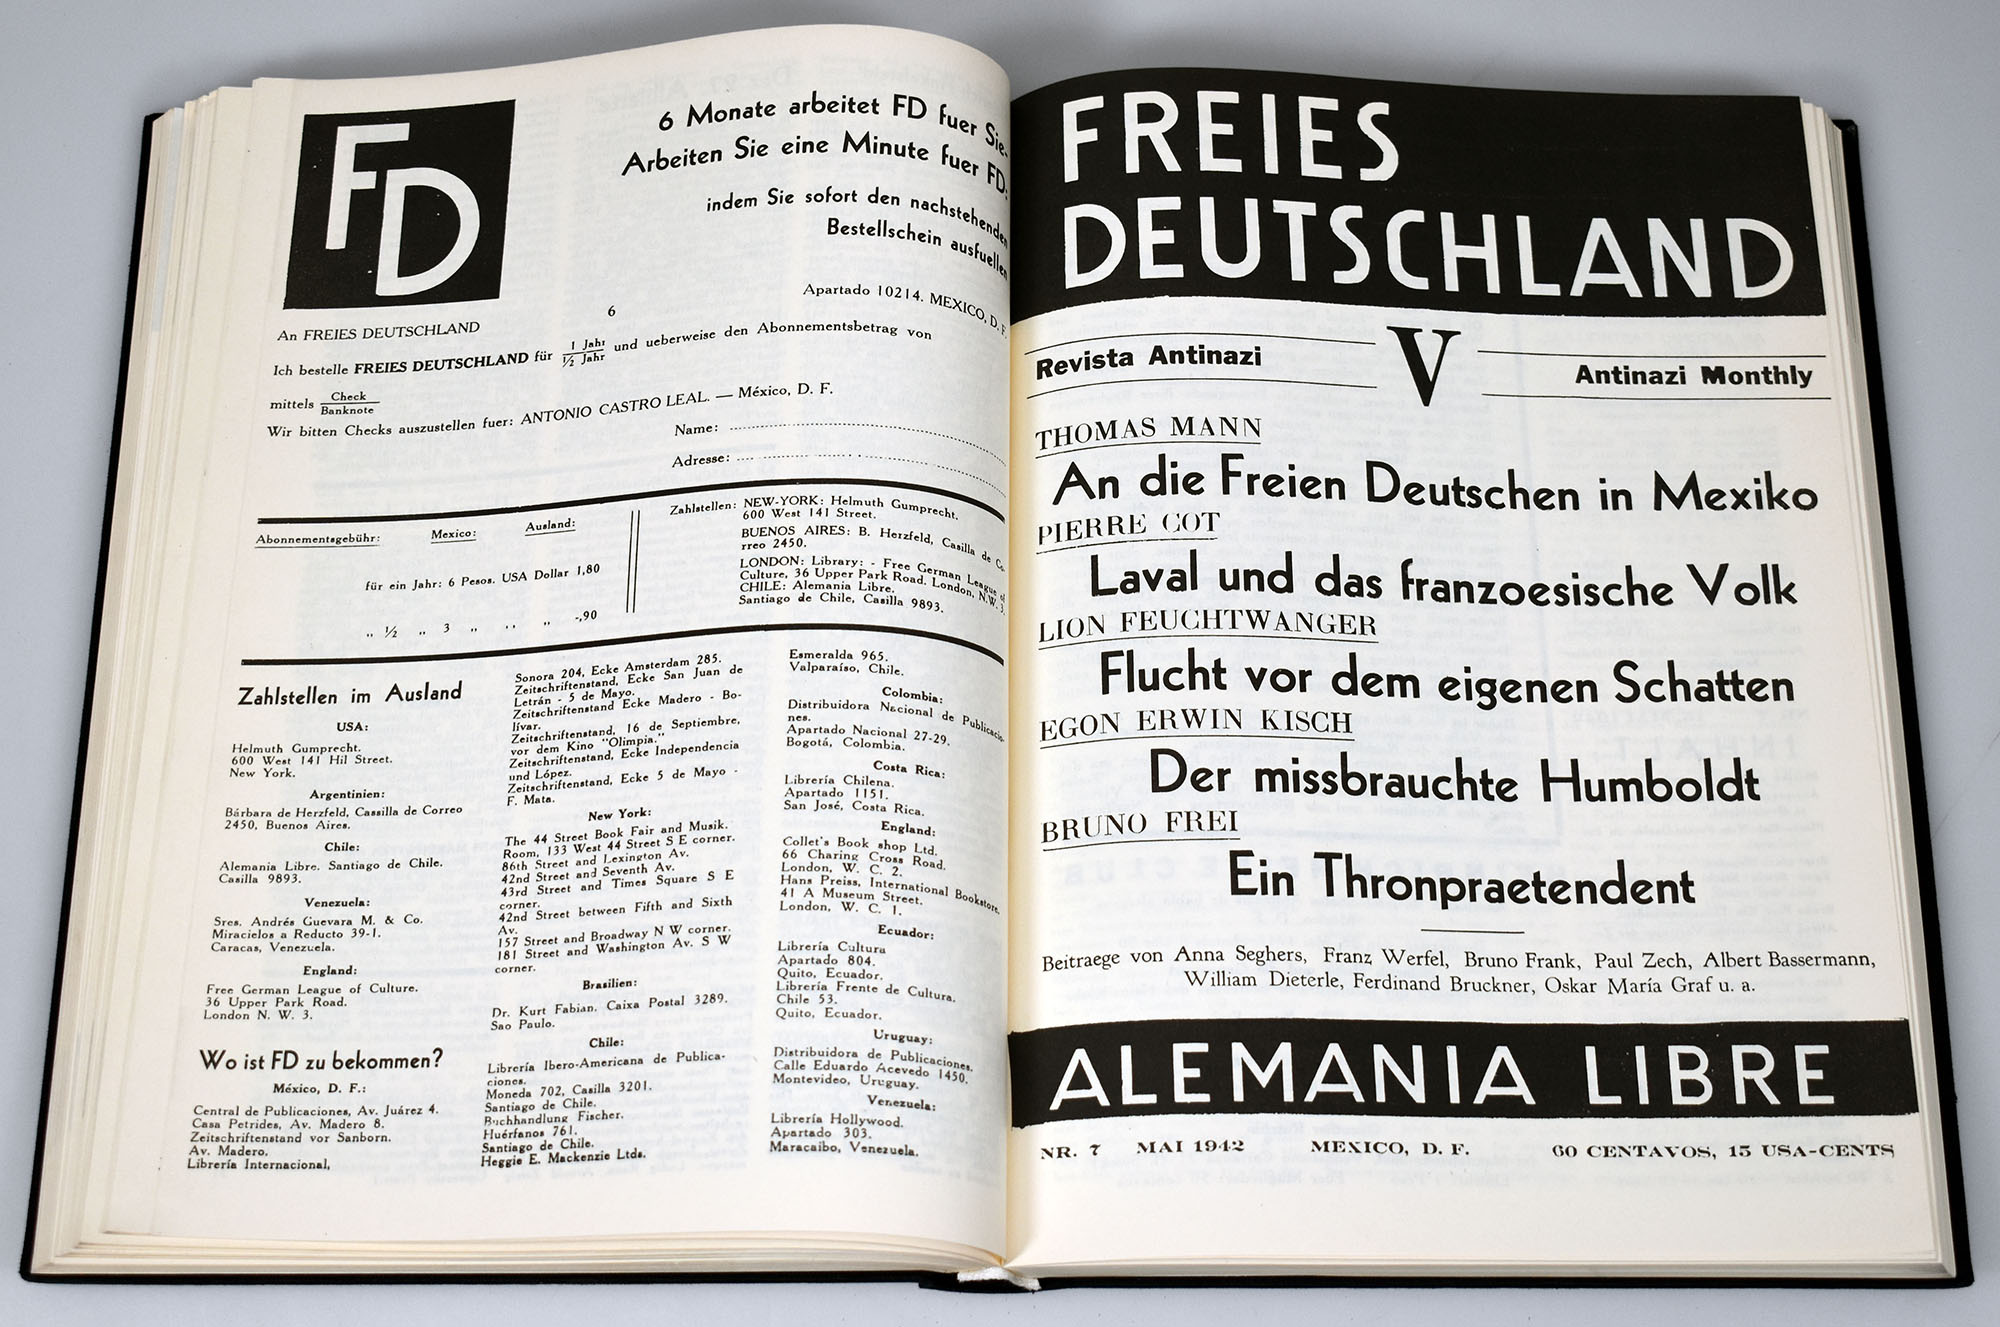 FD
6 Monate arbeitet FD fuer Sie-
Arbeiten Sie eine Minute fuer FD,
indem Sie sofort den nachstehenden
Bestellschein ausfuellen
Apartado 10214. MEXICO, D. F.
6
An FREIES DEUTSCHLAND
Ich bestelle FREIES DEUTSCHLAND für 1 Jahr / ½ Jahr und ueberweise den Abonnementsbetrag von
mittels Check / Banknote
Wir bitten Checks auszustellen fuer: ANTONIO CASTRO LEAL. — México, D. F.
Name:
Adresse:
Abonnementsgebühr: Mexico: Ausland:
für ein Jahr: 6 Pesos. USA Dollar 1,80
„ ½ „ 3 „ „ „ -,90
Zahlstellen: NEW-YORK: Helmuth Gumprecht.
600 West 141 Street.
BUENOS AIRES: B. Herzfeld, Casilla de Co-
rreo 2450.
LONDON: Library: - Free German League of
Culture, 36 Upper Park Road. London, N.W. 3.
CHILE: Alemania Libre.
Santiago de Chile, Casilla 9893.
Zahlstellen im Ausland
USA:
Helmuth Gumprecht.
600 West 141 Hil Street.
New York.
Argentinien:
Bárbara de Herzfeld, Cassilla de Correo
2450, Buenos Aires.
Chile:
Alemania Libre. Santiago de Chile.
Casilla 9893.
Venezuela:
Sres. Andrés Guevara M. & Co.
Miracielos a Reducto 39-1.
Caracas, Venezuela.
England:
Free German League of Culture.
36 Upper Park Road.
London N. W. 3.
Wo ist FD zu bekommen?
México, D. F.:
Central de Publicaciones, Av. Juárez 4.
Casa Petrides, Av. Madero 8.
Zeitschriftenstand vor Sanborn.
Av. Madero.
Librería Internacional,
Sonora 204, Ecke Amsterdam 285.
Zeitschriftenstand, Ecke San Juan de
Letrán - 5 de Mayo.
Zeitschriftenstand Ecke Madero - Bo-
lívar.
Zeitschriftenstand, 16 de Septiembre,
vor dem Kino "Olimpia."
Zeitschriftenstand, Ecke Independencia
und López.
Zeitschriftenstand, Ecke 5 de Mayo -
F. Mata.
New York:
The 44 Street Book Fair and Musik.
Room, 133 West 44 Street S E corner.
86th Street and Lexington Av.
42nd Street and Seventh Av.
43rd Street and Times Square S E
corner.
42nd Street between Fifth and Sixth
Av.
157 Street and Broadway N W corner.
181 Street and Washington Av. S W
corner.
Brasilien:
Dr. Kurt Fabian. Caixa Postal 3289.
Sao Paulo.
Chile:
Librería Ibero-Americana de Publica-
ciones.
Moneda 702, Casilla 3201.
Santiago de Chile.
Buchhandlung Fischer.
Huérfanos 761.
Santiago de Chile.
Heggie E. Mackenzie Ltda.
Esmeralda 965.
Valparaíso, Chile.
Colombia:
Distribuidora Nacional de Publicacio-
nes.
Apartado Nacional 27-29.
Bogotá, Colombia.
Costa Rica:
Librería Chilena.
Apartado 1151.
San José, Costa Rica.
England:
Collet's Book shop Ltd.
66 Charing Cross Road.
London, W. C. 2.
Hans Preiss, International Bookstore.
41 A Museum Street.
London, W. C. 1.
Ecuador:
Librería Cultura
Apartado 804.
Quito, Ecuador.
Librería Frente de Cultura.
Chile 53.
Quito, Ecuador.
Uruguay:
Distribuidora de Publicaciones.
Calle Eduardo Acevedo 1450.
Montevideo, Uruguay.
Venezuela:
Librería Hollywood.
Apartado 303.
Maracaibo, Venezuela.
FREIES
DEUTSCHLAND
Revista Antinazi V Antinazi Monthly
THOMAS MANN
An die Freien Deutschen in Mexiko
PIERRE COT
Laval und das franzoesische Volk
LION FEUCHTWANGER
Flucht vor dem eigenen Schatten
EGON ERWIN KISCH
Der missbrauchte Humboldt
BRUNO FREI
Ein Thronpraetendent
Beitraege von Anna Seghers, Franz Werfel, Bruno Frank, Paul Zech, Albert Bassermann,
William Dieterle, Ferdinand Bruckner, Oskar María Graf u. a.
ALEMANIA LIBRE
NR. 7 MAI 1942 MEXICO, D. F. 60 CENTAVOS, 15 USA-CENTS